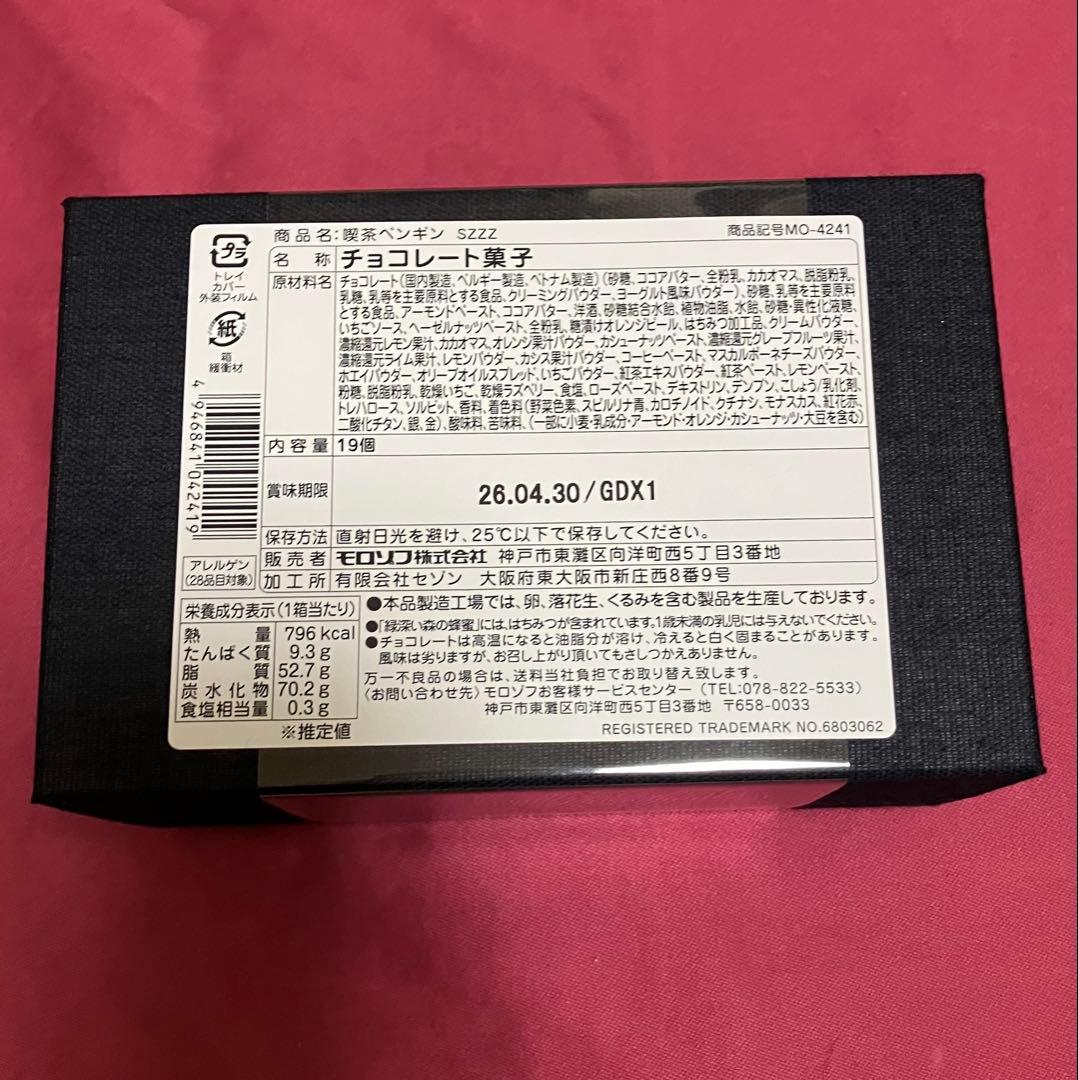 商品名:喫茶ペンギン SZZZ
商品記号MO-4241
名称 チョコレート菓子
原材料名 チョコレート(国内製造、ベルギー製造、ベトナム製造)(砂糖、ココアバター、全粉乳、カカオマス、脱脂粉乳、
乳糖、乳等を主要原料とする食品、クリーミングパウダー、ヨーグルト風味パウダー)、砂糖、乳等を主要原料
とする食品、アーモンドペースト、ココアバター、洋酒、砂糖結合水飴、植物油脂、水飴、砂糖・異性化液糖、
いちごソース、ヘーゼルナッツペースト、全粉乳、糖漬けオレンジピール、はちみつ加工品、クリームパウダー、
濃縮還元レモン果汁、カカオマス、オレンジ果汁パウダー、カシューナッツペースト、濃縮還元グレープフルーツ果汁、
濃縮還元ライム果汁、レモンパウダー、カシス果汁パウダー、コーヒーペースト、マスカルポーネチーズパウダー、
ホエイパウダー、オリーブオイルスプレッド、いちごパウダー、紅茶エキスパウダー、紅茶ペースト、レモンペースト、
粉糖、脱脂粉乳、乾燥いちご、乾燥ラズベリー、食塩、ローズペースト、デキストリン、デンプン、こしょう/乳化剤、
トレハロース、ソルビット、香料、着色料(野菜色素、スピルリナ青、カロチノイド、クチナシ、モナスカス、紅花赤、
二酸化チタン、銀、金)、酸味料、苦味料、(一部に小麦・乳成分・アーモンド・オレンジ・カシューナッツ・大豆を含む)
内容量 19個
賞味期限 26.04.30/GDX1
保存方法 直射日光を避け、25℃以下で保存してください。
販売者 モロゾフ株式会社 神戸市東灘区向洋町西5丁目3番地
加工所 有限会社セゾン 大阪府東大阪市新庄西8番9号
プラ
トレイ
カバー
外装フィルム
紙
箱
緩衝材
4 946841 042419
アレルゲン
(28品目対象)
栄養成分表示(1箱当たり)
熱量 796kcal
たんぱく質 9.3g
脂質 52.7g
炭水化物 70.2g
食塩相当量 0.3g
※推定値
●本品製造工場では、卵、落花生、くるみを含む製品を生産しております。
●「緑深い森の蜂蜜」には、はちみつが含まれています。1歳未満の乳児には与えないでください。
●チョコレートは高温になると油脂分が溶け、冷えると白く固まることがあります。
風味は劣りますが、お召し上がり頂いてもさしつかえありません。
万一不良品の場合は、送料当社負担でお取り替え致します。
〈お問い合わせ先〉モロゾフお客様サービスセンター (TEL:078-822-5533)
神戸市東灘区向洋町西5丁目3番地 〒658-0033
REGISTERED TRADEMARK NO.6803062